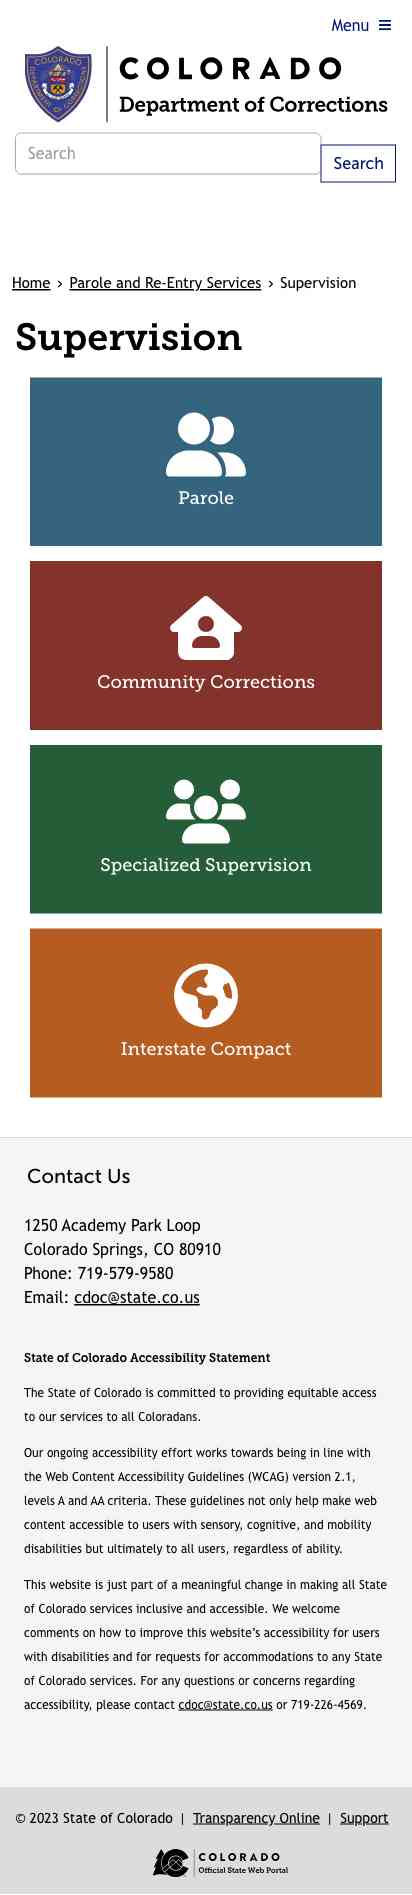 Menu
COLORADO
Department of Corrections
Search
Search
Home › Parole and Re-Entry Services › Supervision
Supervision
Parole
Community Corrections
Specialized Supervision
Interstate Compact
Contact Us
1250 Academy Park Loop
Colorado Springs, CO 80910
Phone: 719-579-9580
Email: cdoc@state.co.us
State of Colorado Accessibility Statement
The State of Colorado is committed to providing equitable access
to our services to all Coloradans.
Our ongoing accessibility effort works towards being in line with
the Web Content Accessibility Guidelines (WCAG) version 2.1,
levels A and AA criteria. These guidelines not only help make web
content accessible to users with sensory, cognitive, and mobility
disabilities but ultimately to all users, regardless of ability.
This website is just part of a meaningful change in making all State
of Colorado services inclusive and accessible. We welcome
comments on how to improve this website's accessibility for users
with disabilities and for requests for accommodations to any State
of Colorado services. For any questions or concerns regarding
accessibility, please contact cdoc@state.co.us or 719-226-4569.
© 2023 State of Colorado | Transparency Online | Support
COLORADO
Official State Web Portal